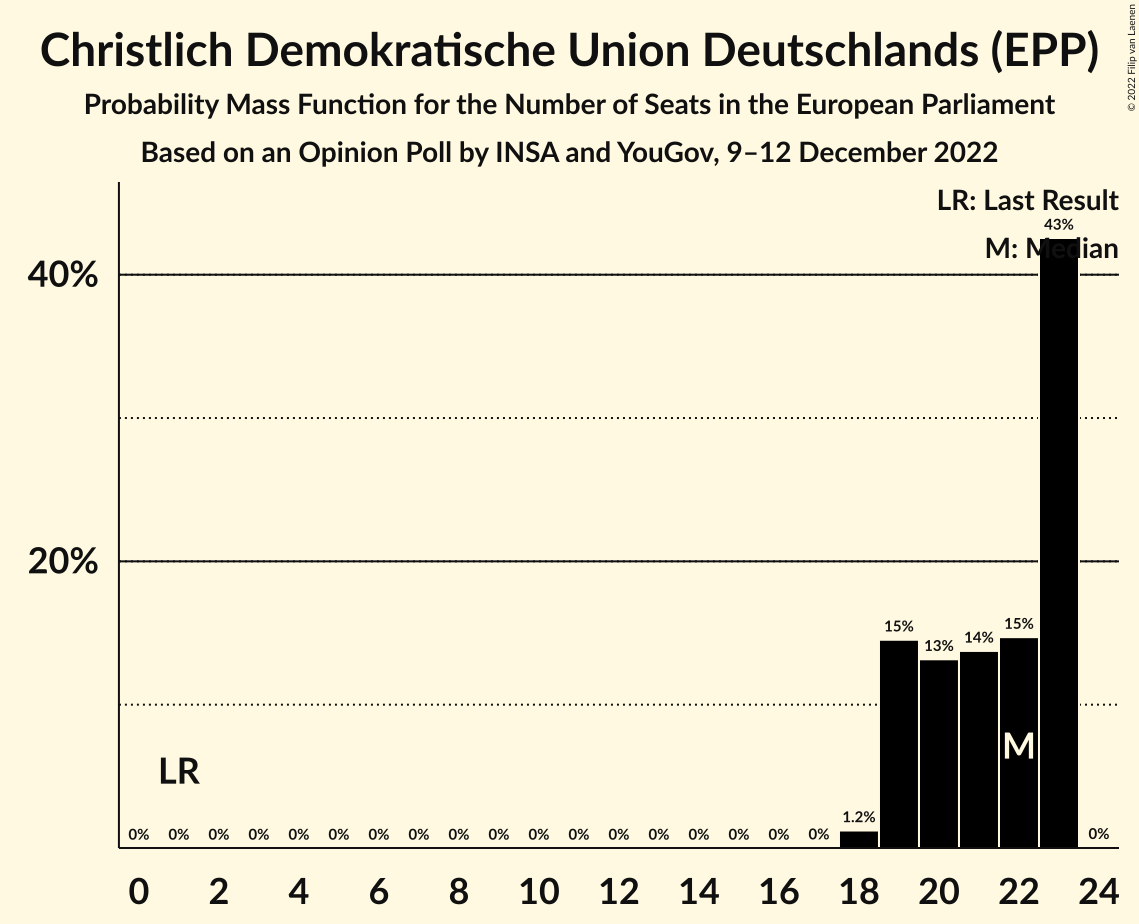 Christlich Demokratische Union Deutschlands (EPP)
Probability Mass Function for the Number of Seats in the European Parliament
Based on an Opinion Poll by INSA and YouGov, 9–12 December 2022
© 2022 Filip van Laenen
LR: Last Result
43%
M: Median
40%
20%
15%
13%
14%
15%
M
LR
1.2%
0% 0% 0% 0% 0% 0% 0% 0% 0% 0% 0% 0% 0% 0% 0% 0% 0% 0% 0%
0 2 4 6 8 10 12 14 16 18 20 22 24